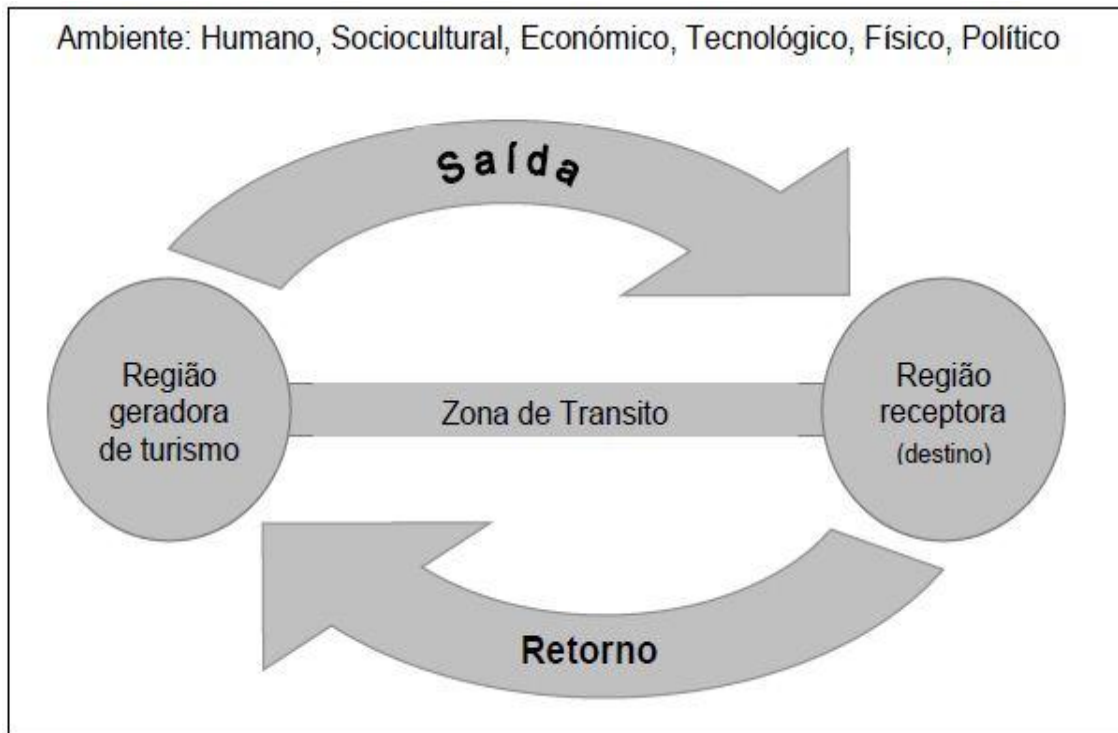 Ambiente: Humano, Sociocultural, Económico, Tecnológico, Físico, Político
Saída
Região
geradora
de turismo
Zona de Transito
Região
receptora
(destino)
Retorno